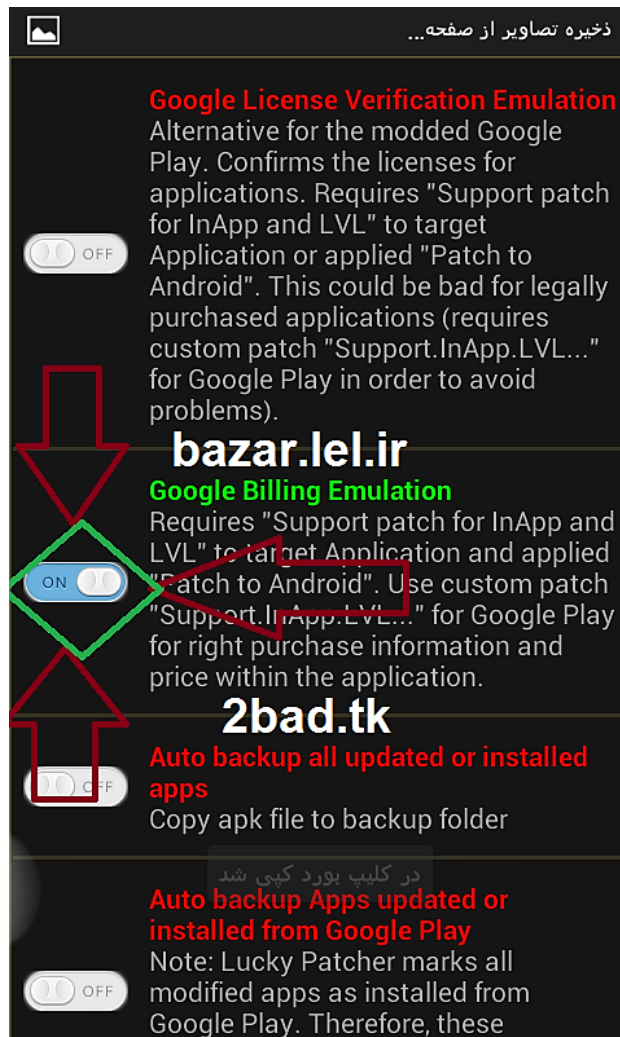 ذخیره تصاویر از صفحه...
Google License Verification Emulation
Alternative for the modded Google
Play. Confirms the licenses for
applications. Requires "Support patch
for InApp and LVL" to target
Application or applied "Patch to
Android". This could be bad for legally
purchased applications (requires
custom patch "Support.InApp.LVL..."
for Google Play in order to avoid
problems).
OFF
bazar.lel.ir
Google Billing Emulation
Requires "Support patch for InApp and
LVL" to target Application and applied
"Patch to Android". Use custom patch
"Support.InApp.LVL..." for Google Play
for right purchase information and
price within the application.
ON
2bad.tk
Auto backup all updated or installed
apps
Copy apk file to backup folder
OFF
در کلیپ بورد کپی شد
Auto backup Apps updated or
installed from Google Play
Note: Lucky Patcher marks all
modified apps as installed from
Google Play. Therefore, these
OFF